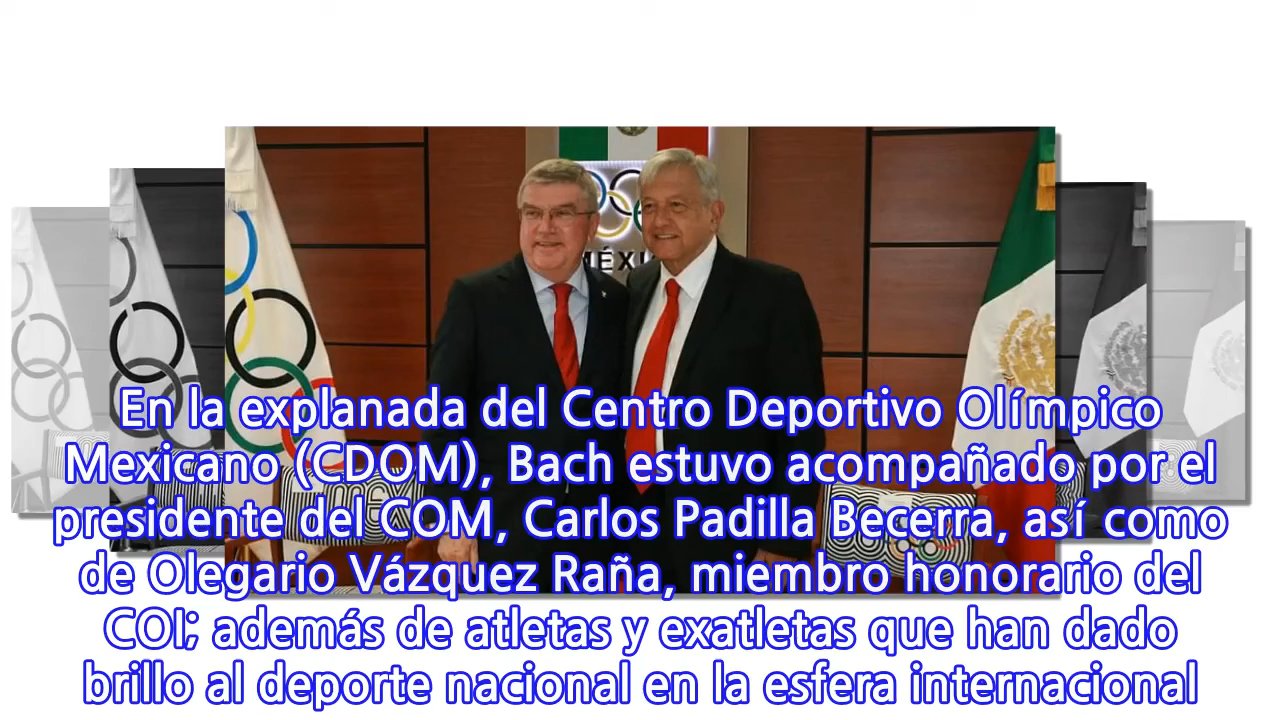 MÉXI
En la explanada del Centro Deportivo Olímpico
Mexicano (CDOM), Bach estuvo acompañado por el
presidente del COM, Carlos Padilla Becerra, así como
de Olegario Vázquez Raña, miembro honorario del
COI; además de atletas y exatletas que han dado
brillo al deporte nacional en la esfera internacional